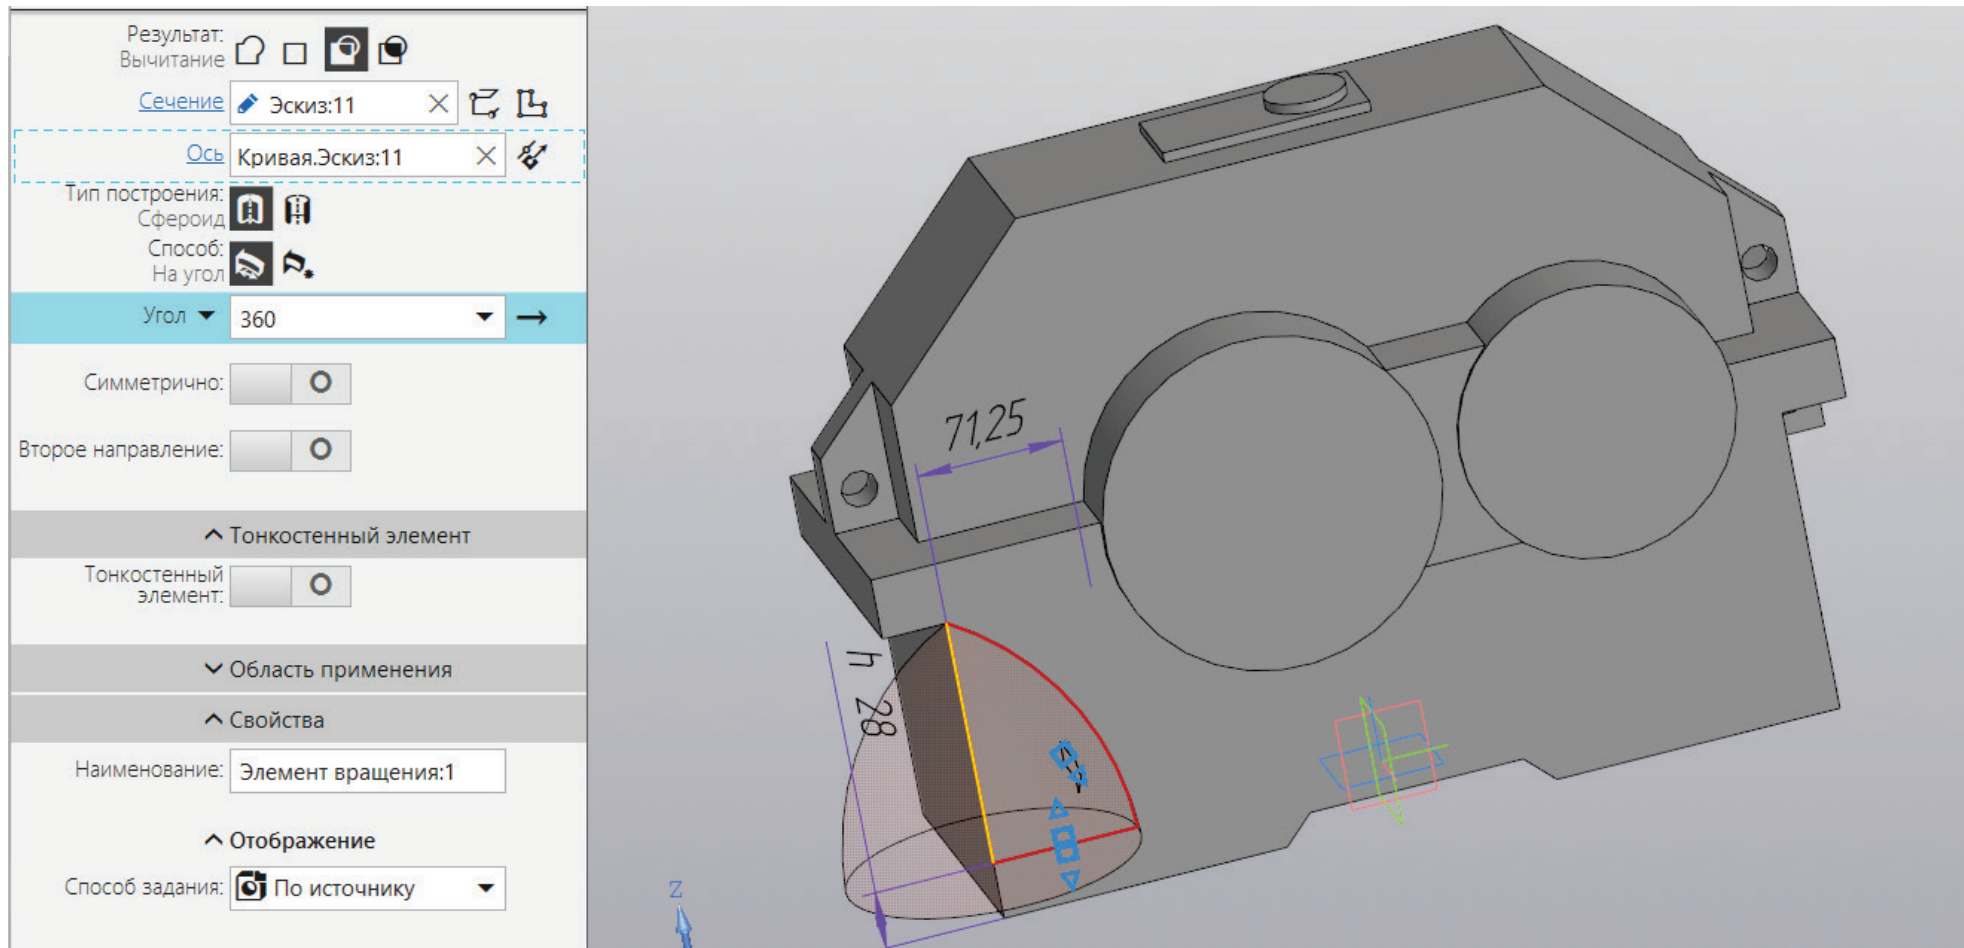 Результат:
Вычитание
Сечение
Эскиз:11
Ось
Кривая.Эскиз:11
Тип построения:
Сфероид
Способ:
На угол
Угол
360
Симметрично:
Второе направление:
Тонкостенный элемент
Тонкостенный
элемент:
Область применения
Свойства
Наименование:
Элемент вращения:1
Отображение
Способ задания:
По источнику
71,25
h 28
Z